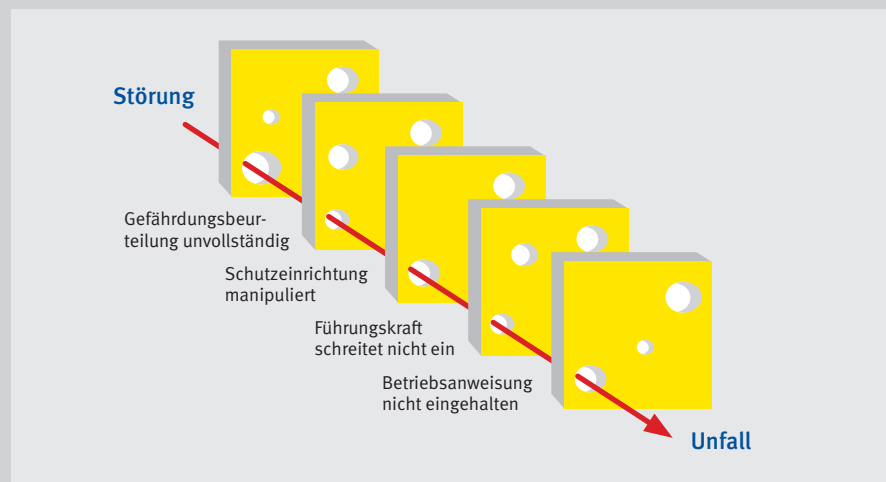 Störung
Gefährdungsbeur-
teilung unvollständig
Schutzeinrichtung
manipuliert
Führungskraft
schreitet nicht ein
Betriebsanweisung
nicht eingehalten
Unfall